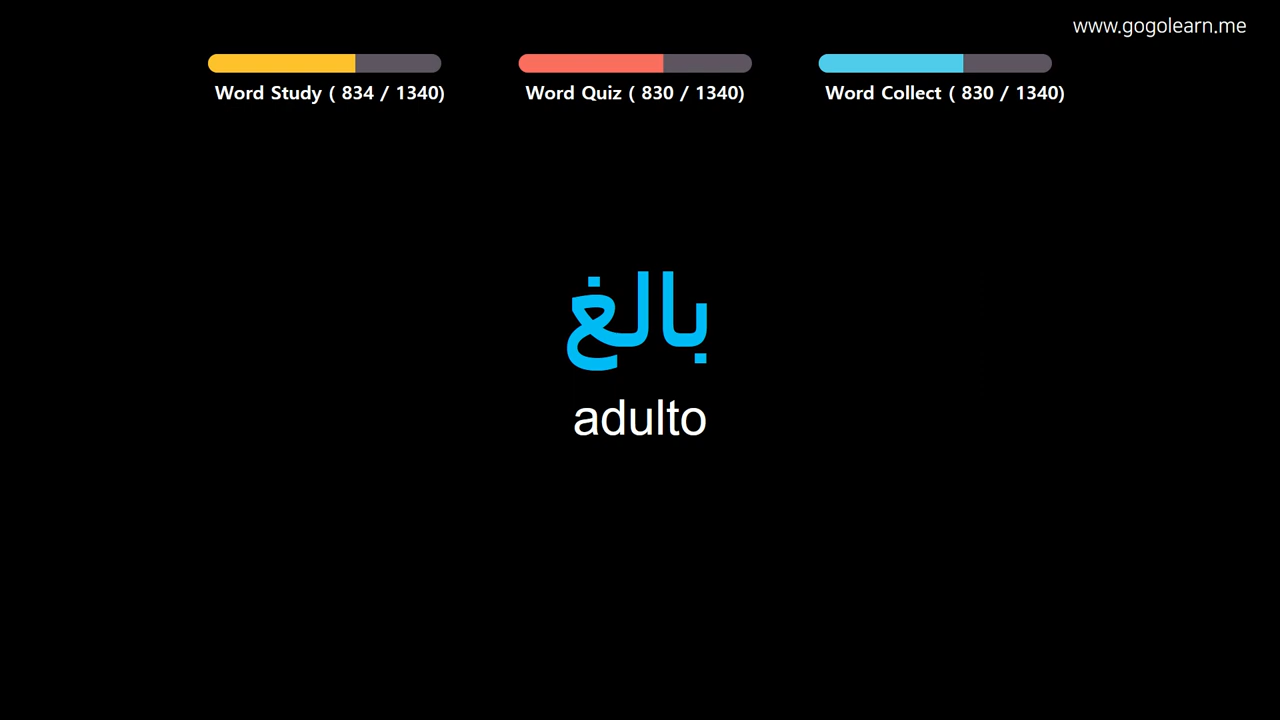 www.gogolearn.me
Word Study ( 834 / 1340)
Word Quiz ( 830 / 1340)
Word Collect ( 830 / 1340)
بالغ
adulto